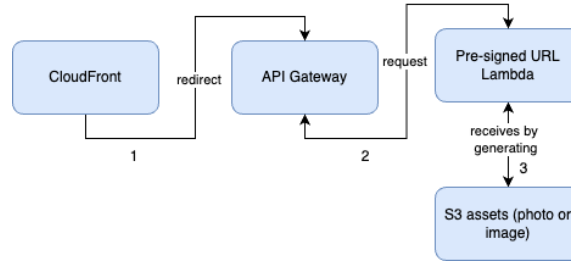 CloudFront
redirect
1
API Gateway
request
2
Pre-signed URL
Lambda
receives by
generating
3
S3 assets (photo or
image)